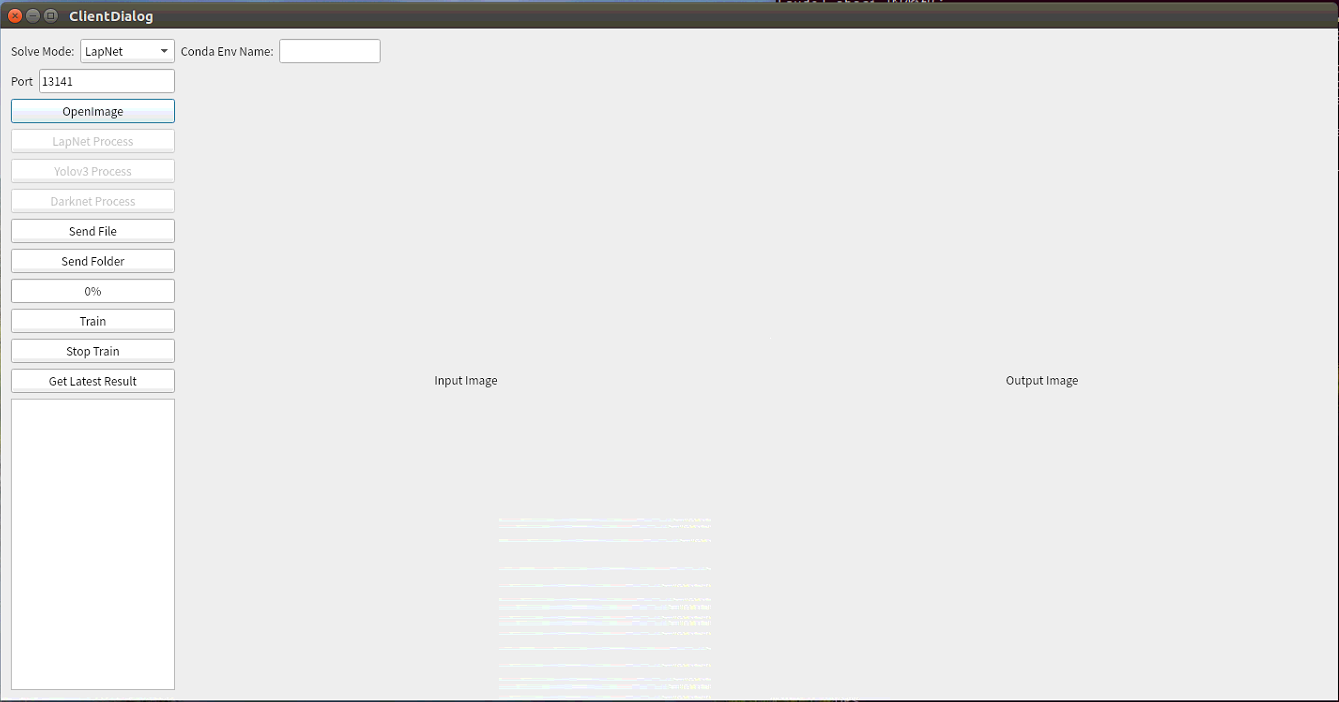 ClientDialog
Solve Mode: LapNet Conda Env Name:
Port 13141
OpenImage
LapNet Process
Yolov3 Process
Darknet Process
Send File
Send Folder
0%
Train
Stop Train
Get Latest Result
Input Image Output Image